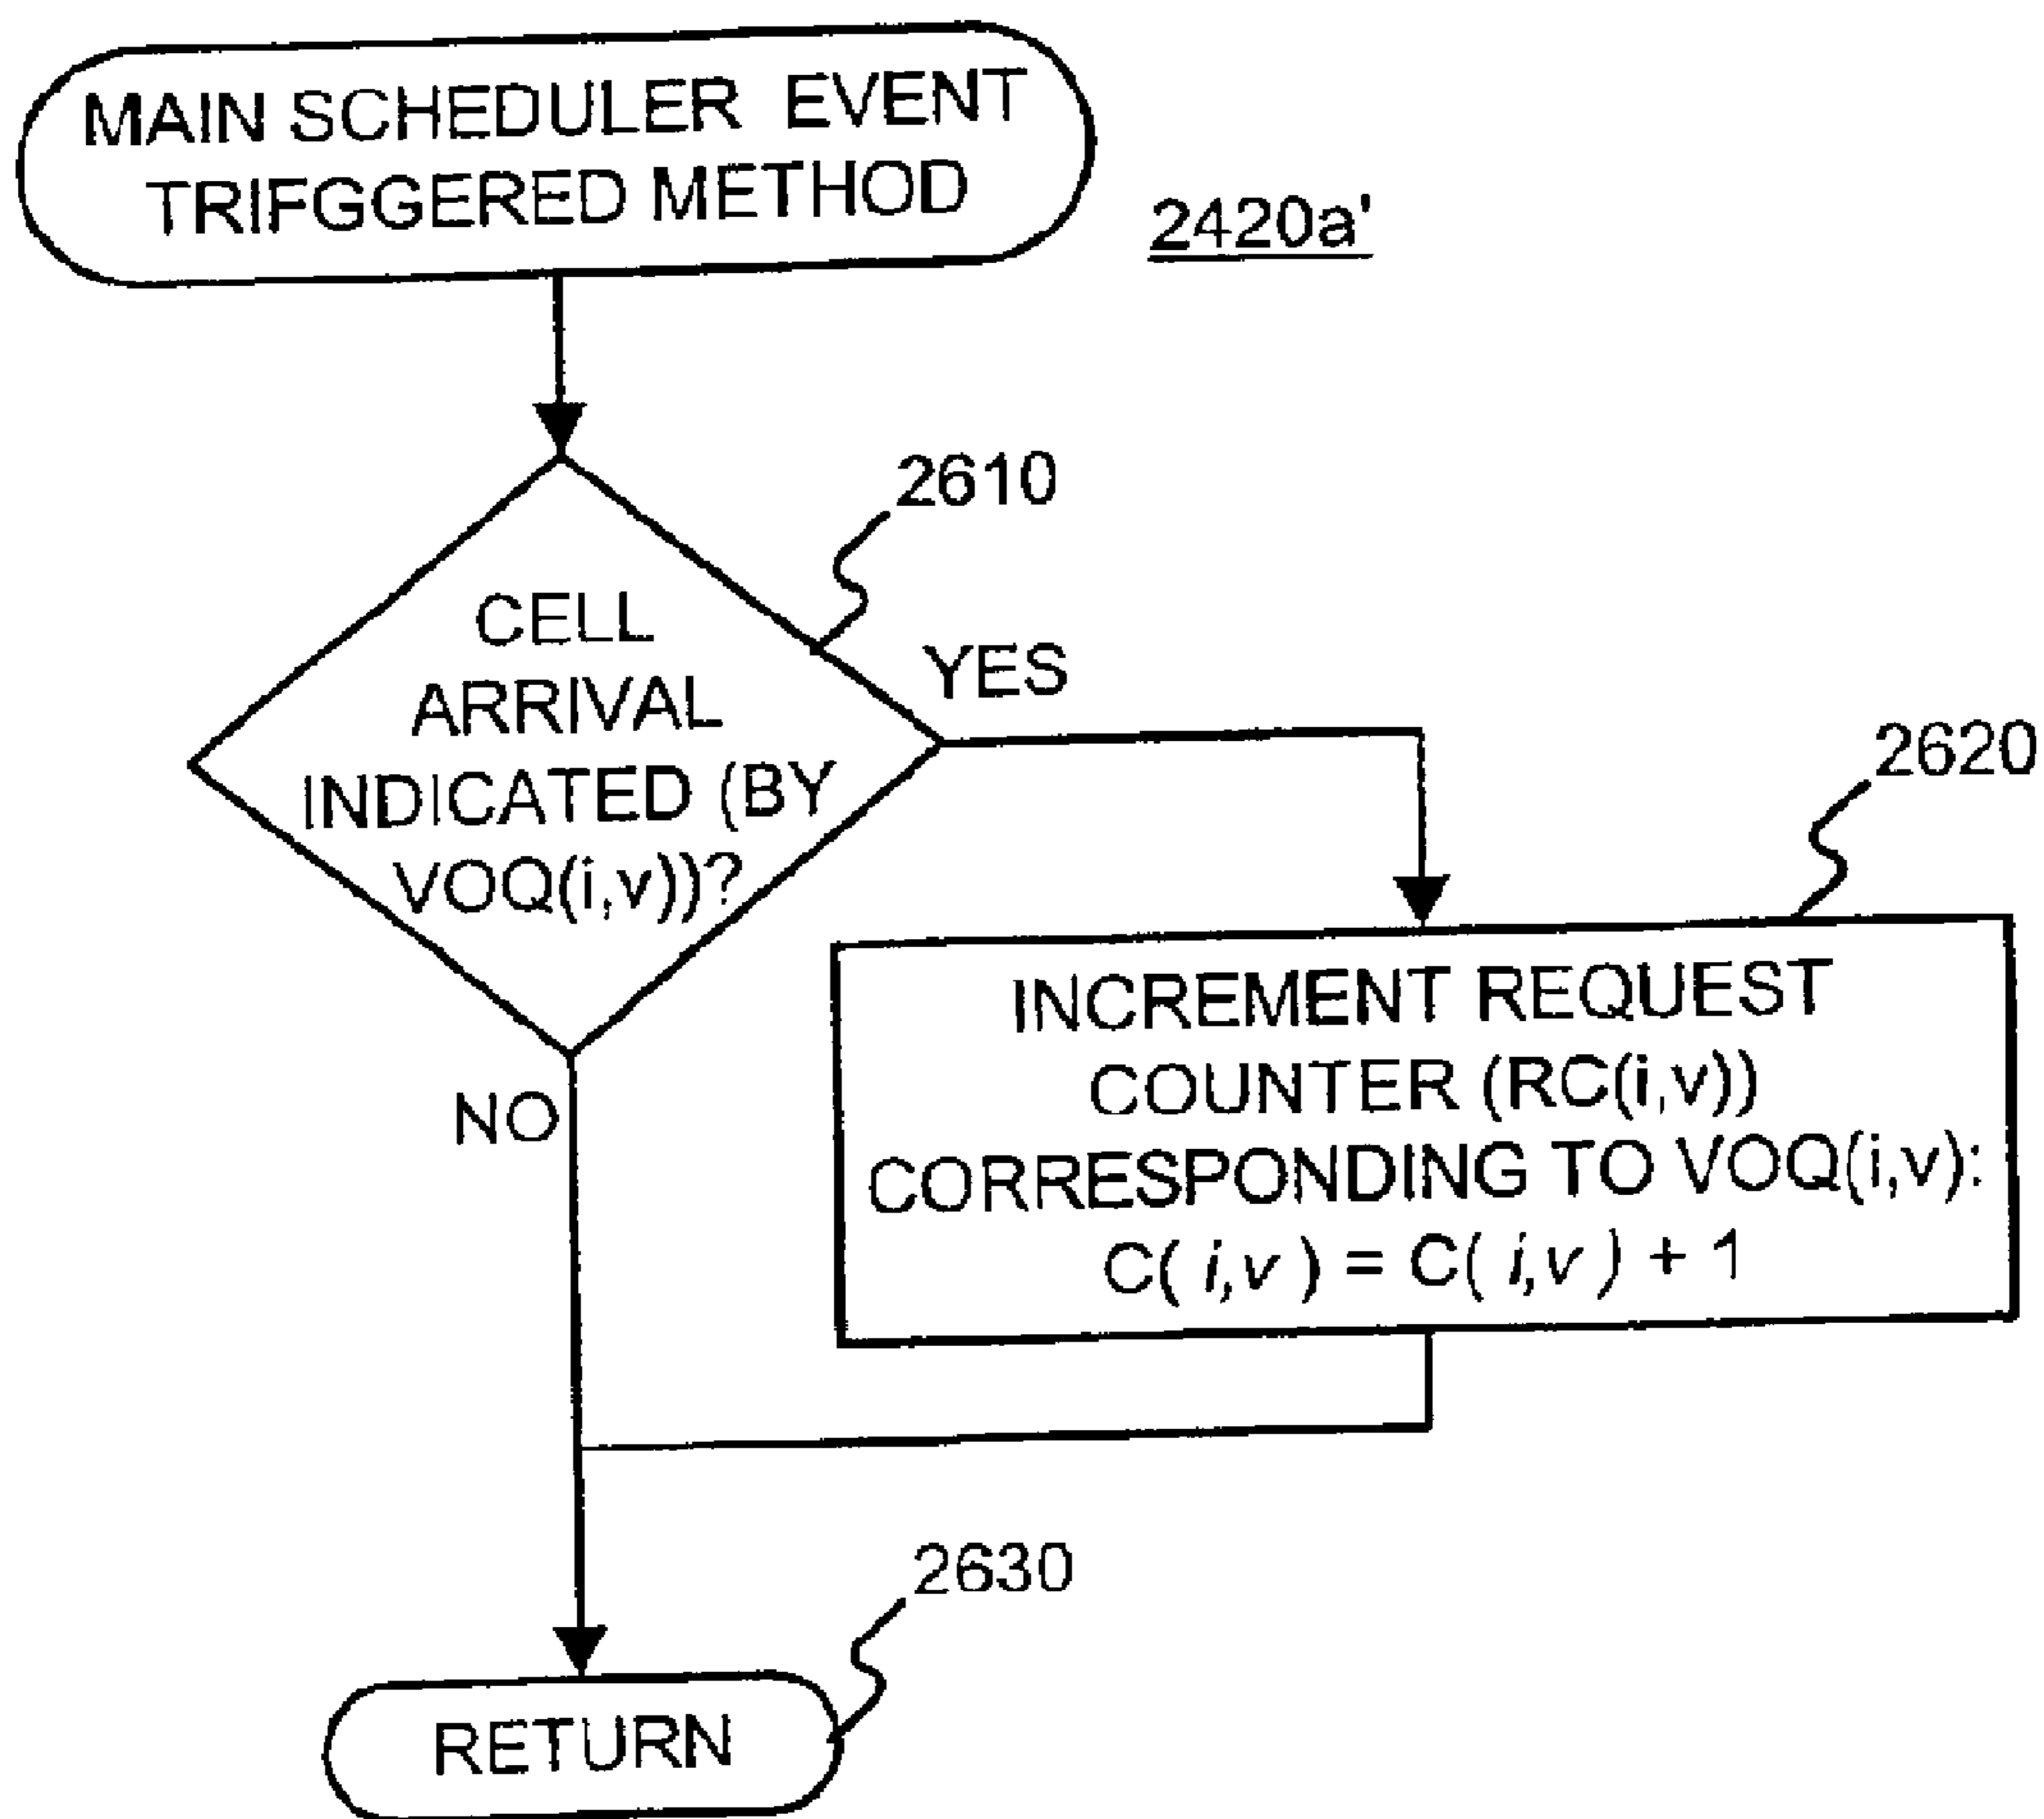 MAIN SCHEDULER EVENT
TRIFGGERED METHOD
2420a'
2610
CELL
ARRIVAL
INDICATED (BY
VOQ(i,v))?
YES
2620
INCREMENT REQUEST
COUNTER (RC(i,v))
CORRESPONDING TO VOQ(i,v):
C( i,v ) = C( i,v ) + 1
NO
2630
RETURN